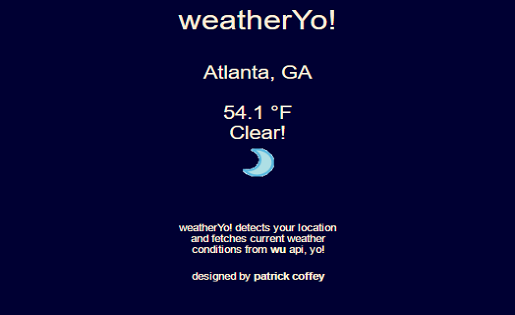 weatherYo!
Atlanta, GA
54.1 °F
Clear!
weatherYo! detects your location
and fetches current weather
conditions from wu api, yo!
designed by patrick coffey